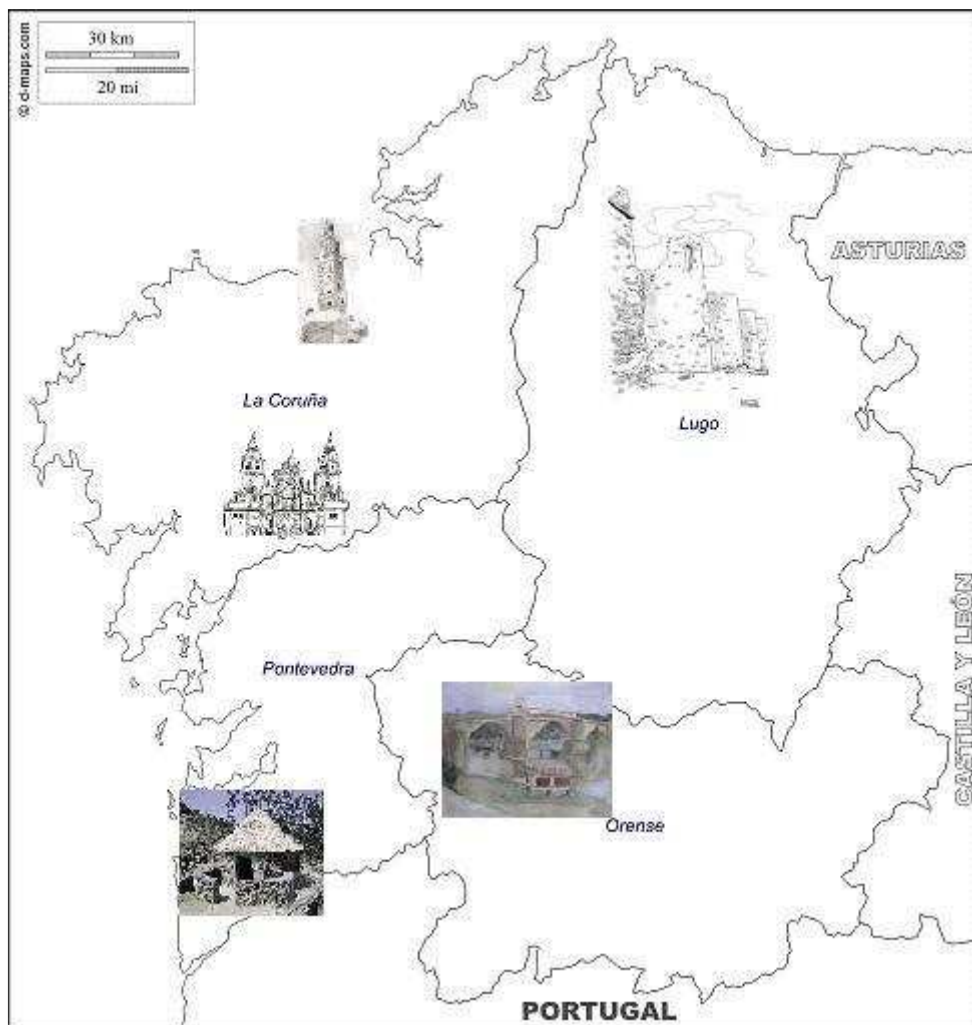 © d-maps.com
30 km
20 mi
ASTURIAS
La Coruña
Lugo
CASTILLA Y LEÓN
Pontevedra
Orense
PORTUGAL